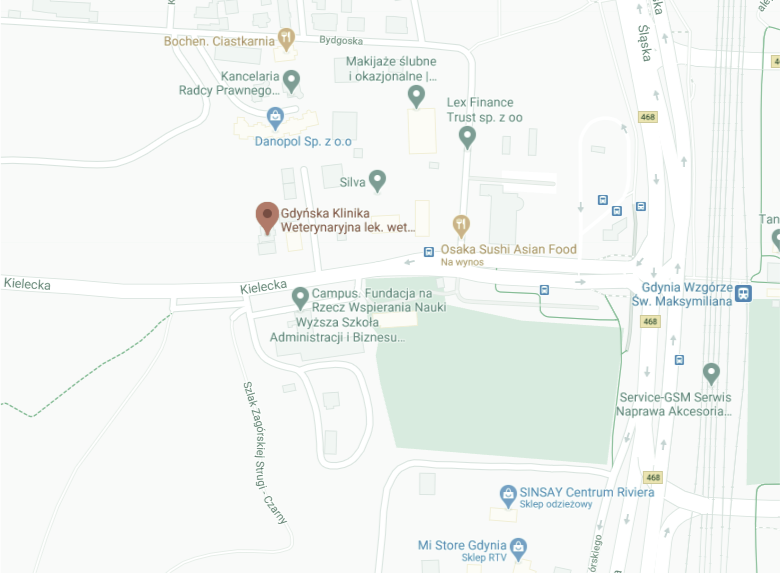 Śląska
ska
Bydgoska
Bochen. Ciastkarnia
468
Makijaże ślubne
i okazjonalne |...
Kancelaria
Radcy Prawnego...
Lex Finance
Trust sp. z oo
Danopol Sp. z o.o
Silva
Gdyńska Klinika
Weterynaryjna lek. wet...
Osaka Sushi Asian Food
Na wynos
Tan
Kielecka
Kielecka
Gdynia Wzgórze
Św. Maksymiliana
Campus. Fundacja na
Rzecz Wspierania Nauki
Wyższa Szkoła
Administracji i Biznesu...
468
Szlak Zagórskiej Strugi - Czarny
Service-GSM Serwis
Naprawa Akcesoria...
468
SINSAY Centrum Riviera
Sklep odzieżowy
Mi Store Gdynia
Sklep RTV
órskiego